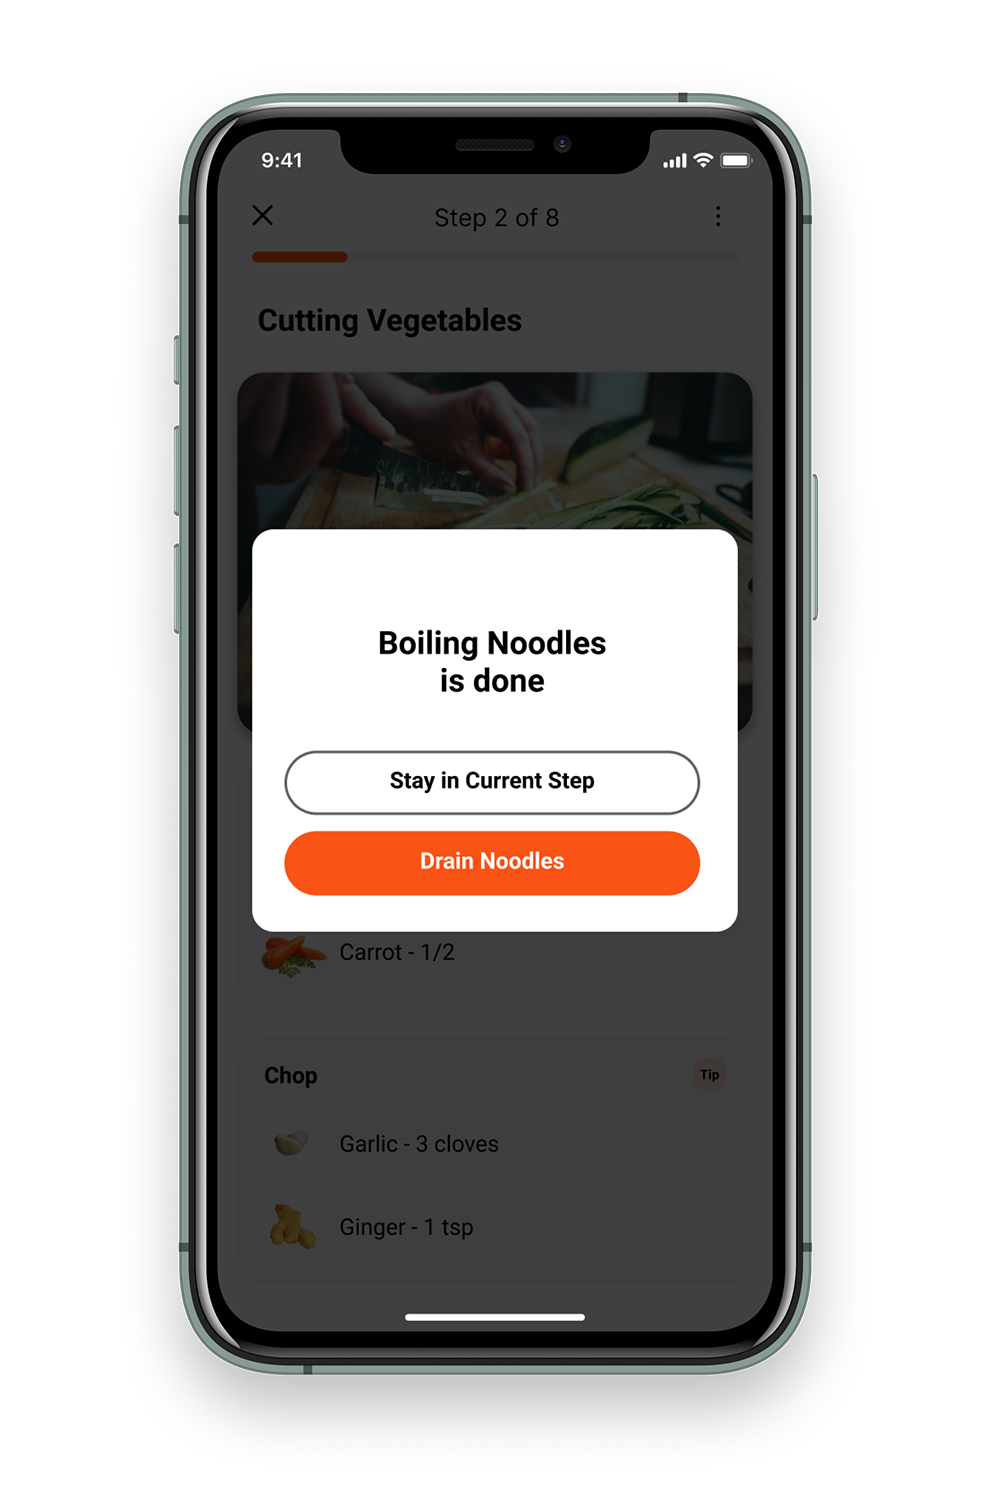 9:41
Step 2 of 8
Cutting Vegetables
Boiling Noodles
is done
Stay in Current Step
Drain Noodles
Carrot - 1/2
Chop
Tip
Garlic - 3 cloves
Ginger - 1 tsp